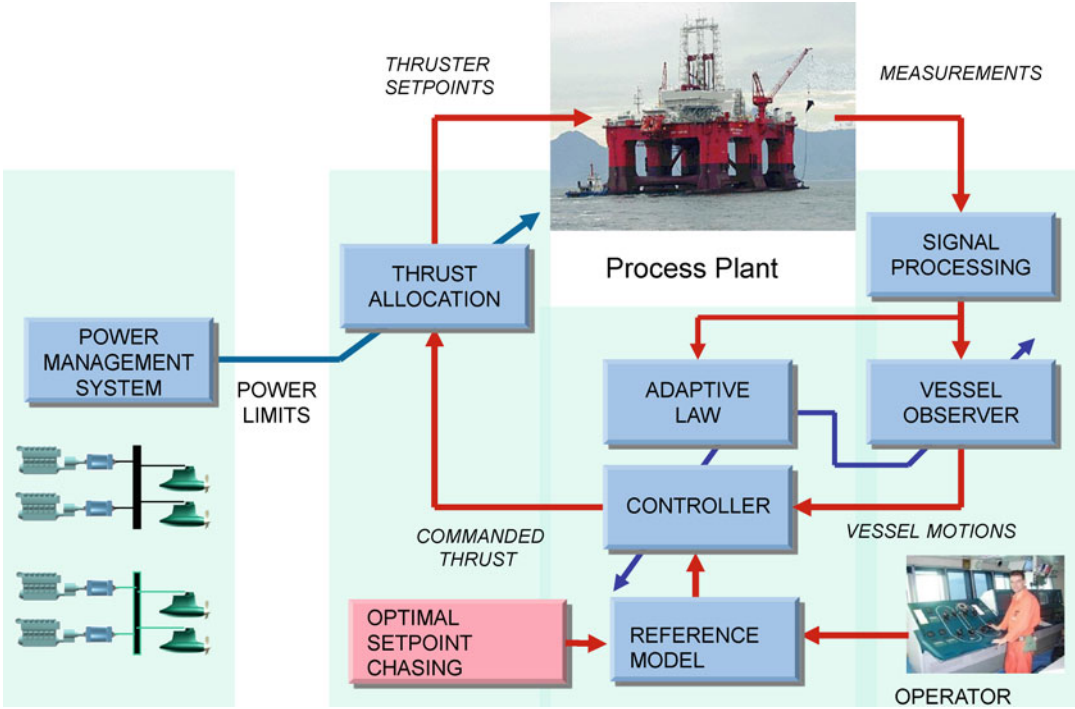 THRUSTER
SETPOINTS
MEASUREMENTS
SIGNAL
PROCESSING
THRUST
ALLOCATION
Process Plant
POWER
MANAGEMENT
SYSTEM
POWER
LIMITS
ADAPTIVE
LAW
VESSEL
OBSERVER
CONTROLLER
COMMANDED
THRUST
VESSEL MOTIONS
OPTIMAL
SETPOINT
CHASING
REFERENCE
MODEL
OPERATOR